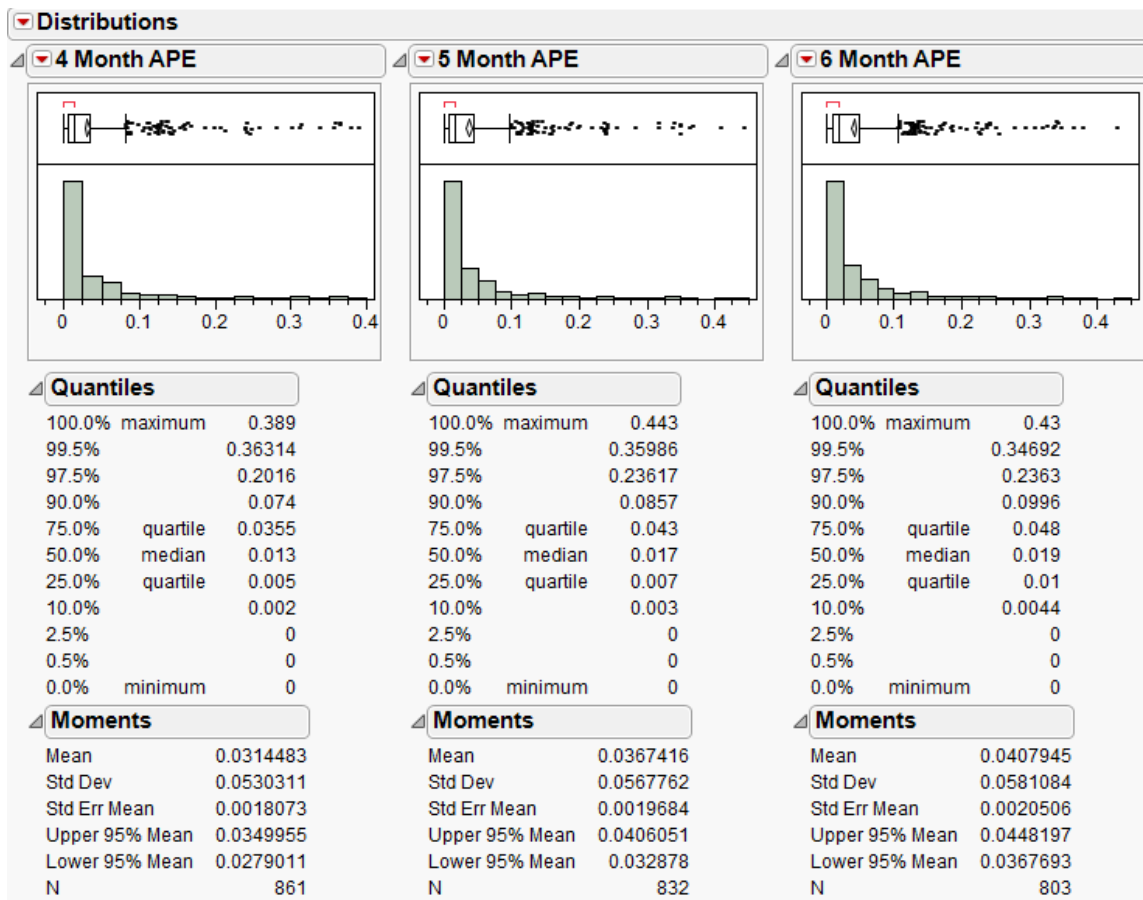 Distributions
4 Month APE
0 0.1 0.2 0.3 0.4
Quantiles
100.0% maximum 0.389
99.5% 0.36314
97.5% 0.2016
90.0% 0.074
75.0% quartile 0.0355
50.0% median 0.013
25.0% quartile 0.005
10.0% 0.002
2.5% 0
0.5% 0
0.0% minimum 0
Moments
Mean 0.0314483
Std Dev 0.0530311
Std Err Mean 0.0018073
Upper 95% Mean 0.0349955
Lower 95% Mean 0.0279011
N 861
5 Month APE
0 0.1 0.2 0.3 0.4
Quantiles
100.0% maximum 0.443
99.5% 0.35986
97.5% 0.23617
90.0% 0.0857
75.0% quartile 0.043
50.0% median 0.017
25.0% quartile 0.007
10.0% 0.003
2.5% 0
0.5% 0
0.0% minimum 0
Moments
Mean 0.0367416
Std Dev 0.0567762
Std Err Mean 0.0019684
Upper 95% Mean 0.0406051
Lower 95% Mean 0.032878
N 832
6 Month APE
0 0.1 0.2 0.3 0.4
Quantiles
100.0% maximum 0.43
99.5% 0.34692
97.5% 0.2363
90.0% 0.0996
75.0% quartile 0.048
50.0% median 0.019
25.0% quartile 0.01
10.0% 0.0044
2.5% 0
0.5% 0
0.0% minimum 0
Moments
Mean 0.0407945
Std Dev 0.0581084
Std Err Mean 0.0020506
Upper 95% Mean 0.0448197
Lower 95% Mean 0.0367693
N 803